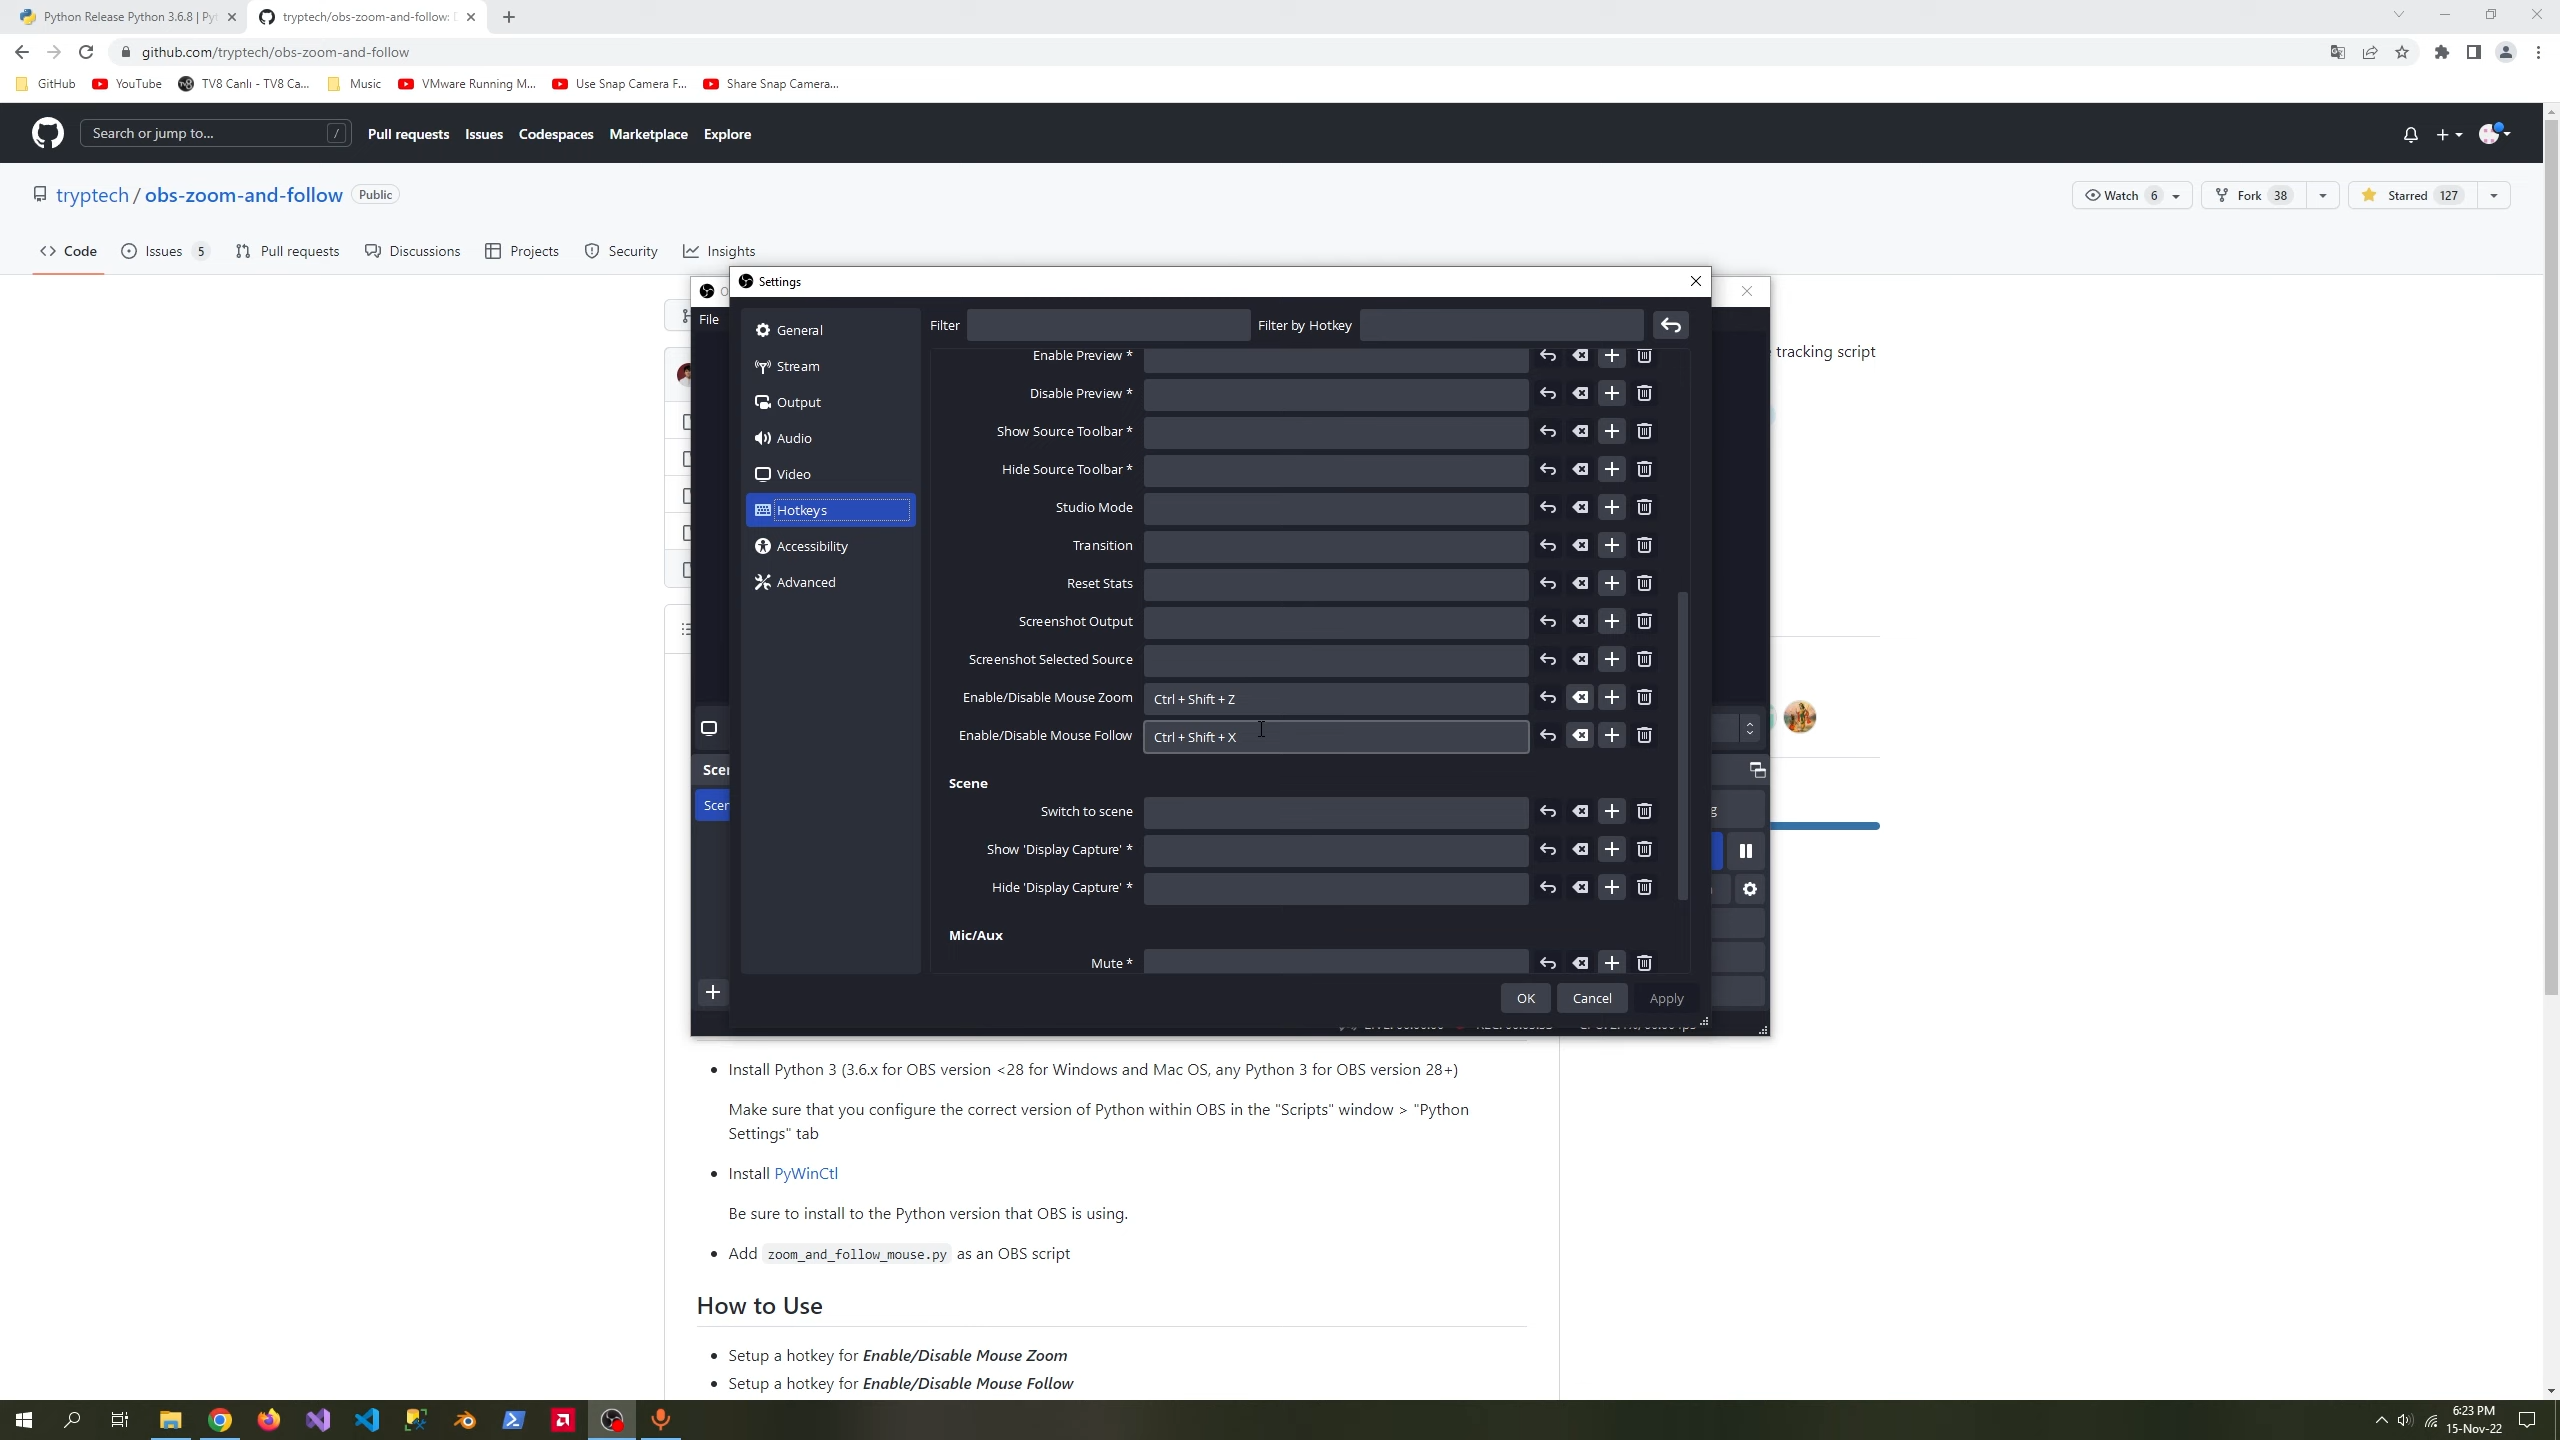 Python Release Python 3.6.8 | Pyt
tryptech/obs-zoom-and-follow: D
github.com/tryptech/obs-zoom-and-follow
GitHub
YouTube
TV8 Canlı - TV8 Ca...
Music
VMware Running M...
Use Snap Camera F...
Share Snap Camera...
Search or jump to...
/
Pull requests
Issues
Codespaces
Marketplace
Explore
tryptech / obs-zoom-and-follow
Public
Watch 6
Fork 38
Starred 127
Code
Issues 5
Pull requests
Discussions
Projects
Security
Insights
tracking script
Settings
File
General
Stream
Output
Audio
Video
Hotkeys
Accessibility
Advanced
Filter
Filter by Hotkey
Enable Preview *
Disable Preview *
Show Source Toolbar *
Hide Source Toolbar *
Studio Mode
Transition
Reset Stats
Screenshot Output
Screenshot Selected Source
Enable/Disable Mouse Zoom
Ctrl + Shift + Z
Enable/Disable Mouse Follow
Ctrl + Shift + X
Scene
Switch to scene
Show 'Display Capture' *
Hide 'Display Capture' *
Mic/Aux
Mute *
OK
Cancel
Apply
Install Python 3 (3.6.x for OBS version <28 for Windows and Mac OS, any Python 3 for OBS version 28+)
Make sure that you configure the correct version of Python within OBS in the "Scripts" window > "Python
Settings" tab
Install PyWinCtl
Be sure to install to the Python version that OBS is using.
Add zoom_and_follow_mouse.py as an OBS script
How to Use
Setup a hotkey for Enable/Disable Mouse Zoom
Setup a hotkey for Enable/Disable Mouse Follow
6:23 PM
15-Nov-22